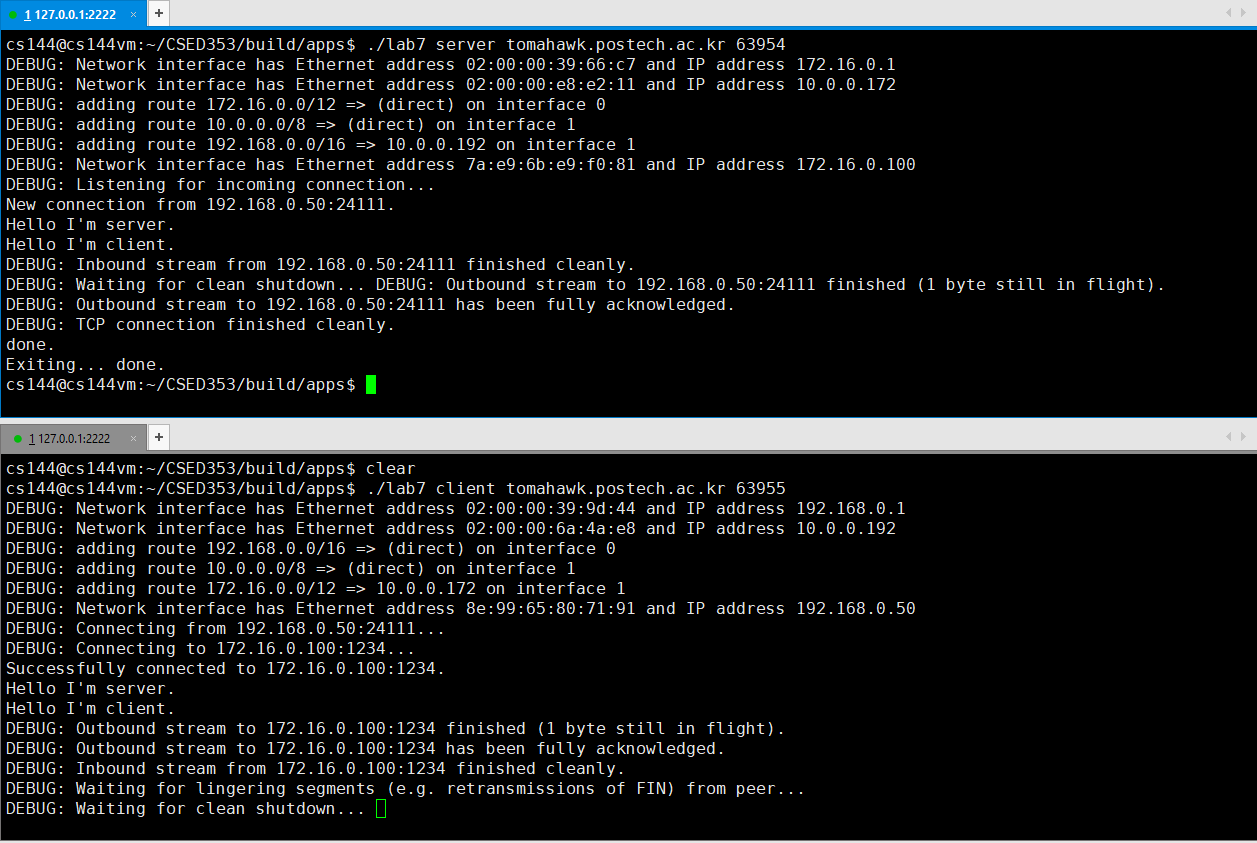 1 127.0.0.1:2222 × +
cs144@cs144vm:~/CSED353/build/apps$ ./lab7 server tomahawk.postech.ac.kr 63954
DEBUG: Network interface has Ethernet address 02:00:00:39:66:c7 and IP address 172.16.0.1
DEBUG: Network interface has Ethernet address 02:00:00:e8:e2:11 and IP address 10.0.0.172
DEBUG: adding route 172.16.0.0/12 => (direct) on interface 0
DEBUG: adding route 10.0.0.0/8 => (direct) on interface 1
DEBUG: adding route 192.168.0.0/16 => 10.0.0.192 on interface 1
DEBUG: Network interface has Ethernet address 7a:e9:6b:e9:f0:81 and IP address 172.16.0.100
DEBUG: Listening for incoming connection...
New connection from 192.168.0.50:24111.
Hello I'm server.
Hello I'm client.
DEBUG: Inbound stream from 192.168.0.50:24111 finished cleanly.
DEBUG: Waiting for clean shutdown... DEBUG: Outbound stream to 192.168.0.50:24111 finished (1 byte still in flight).
DEBUG: Outbound stream to 192.168.0.50:24111 has been fully acknowledged.
DEBUG: TCP connection finished cleanly.
done.
Exiting... done.
cs144@cs144vm:~/CSED353/build/apps$
1 127.0.0.1:2222 × +
cs144@cs144vm:~/CSED353/build/apps$ clear
cs144@cs144vm:~/CSED353/build/apps$ ./lab7 client tomahawk.postech.ac.kr 63955
DEBUG: Network interface has Ethernet address 02:00:00:39:9d:44 and IP address 192.168.0.1
DEBUG: Network interface has Ethernet address 02:00:00:6a:4a:e8 and IP address 10.0.0.192
DEBUG: adding route 192.168.0.0/16 => (direct) on interface 0
DEBUG: adding route 10.0.0.0/8 => (direct) on interface 1
DEBUG: adding route 172.16.0.0/12 => 10.0.0.172 on interface 1
DEBUG: Network interface has Ethernet address 8e:99:65:80:71:91 and IP address 192.168.0.50
DEBUG: Connecting from 192.168.0.50:24111...
DEBUG: Connecting to 172.16.0.100:1234...
Successfully connected to 172.16.0.100:1234.
Hello I'm server.
Hello I'm client.
DEBUG: Outbound stream to 172.16.0.100:1234 finished (1 byte still in flight).
DEBUG: Outbound stream to 172.16.0.100:1234 has been fully acknowledged.
DEBUG: Inbound stream from 172.16.0.100:1234 finished cleanly.
DEBUG: Waiting for lingering segments (e.g. retransmissions of FIN) from peer...
DEBUG: Waiting for clean shutdown...